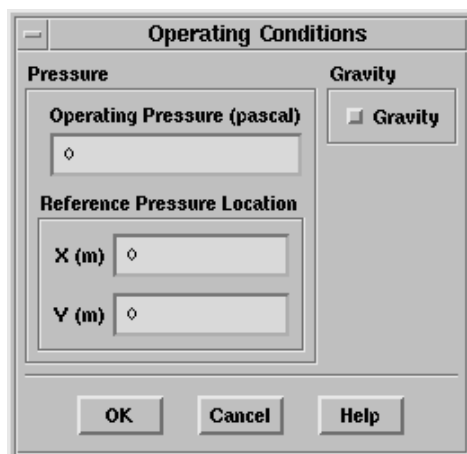 Operating Conditions
Pressure
Gravity
Operating Pressure (pascal)
Gravity
0
Reference Pressure Location
X (m) 0
Y (m) 0
OK Cancel Help